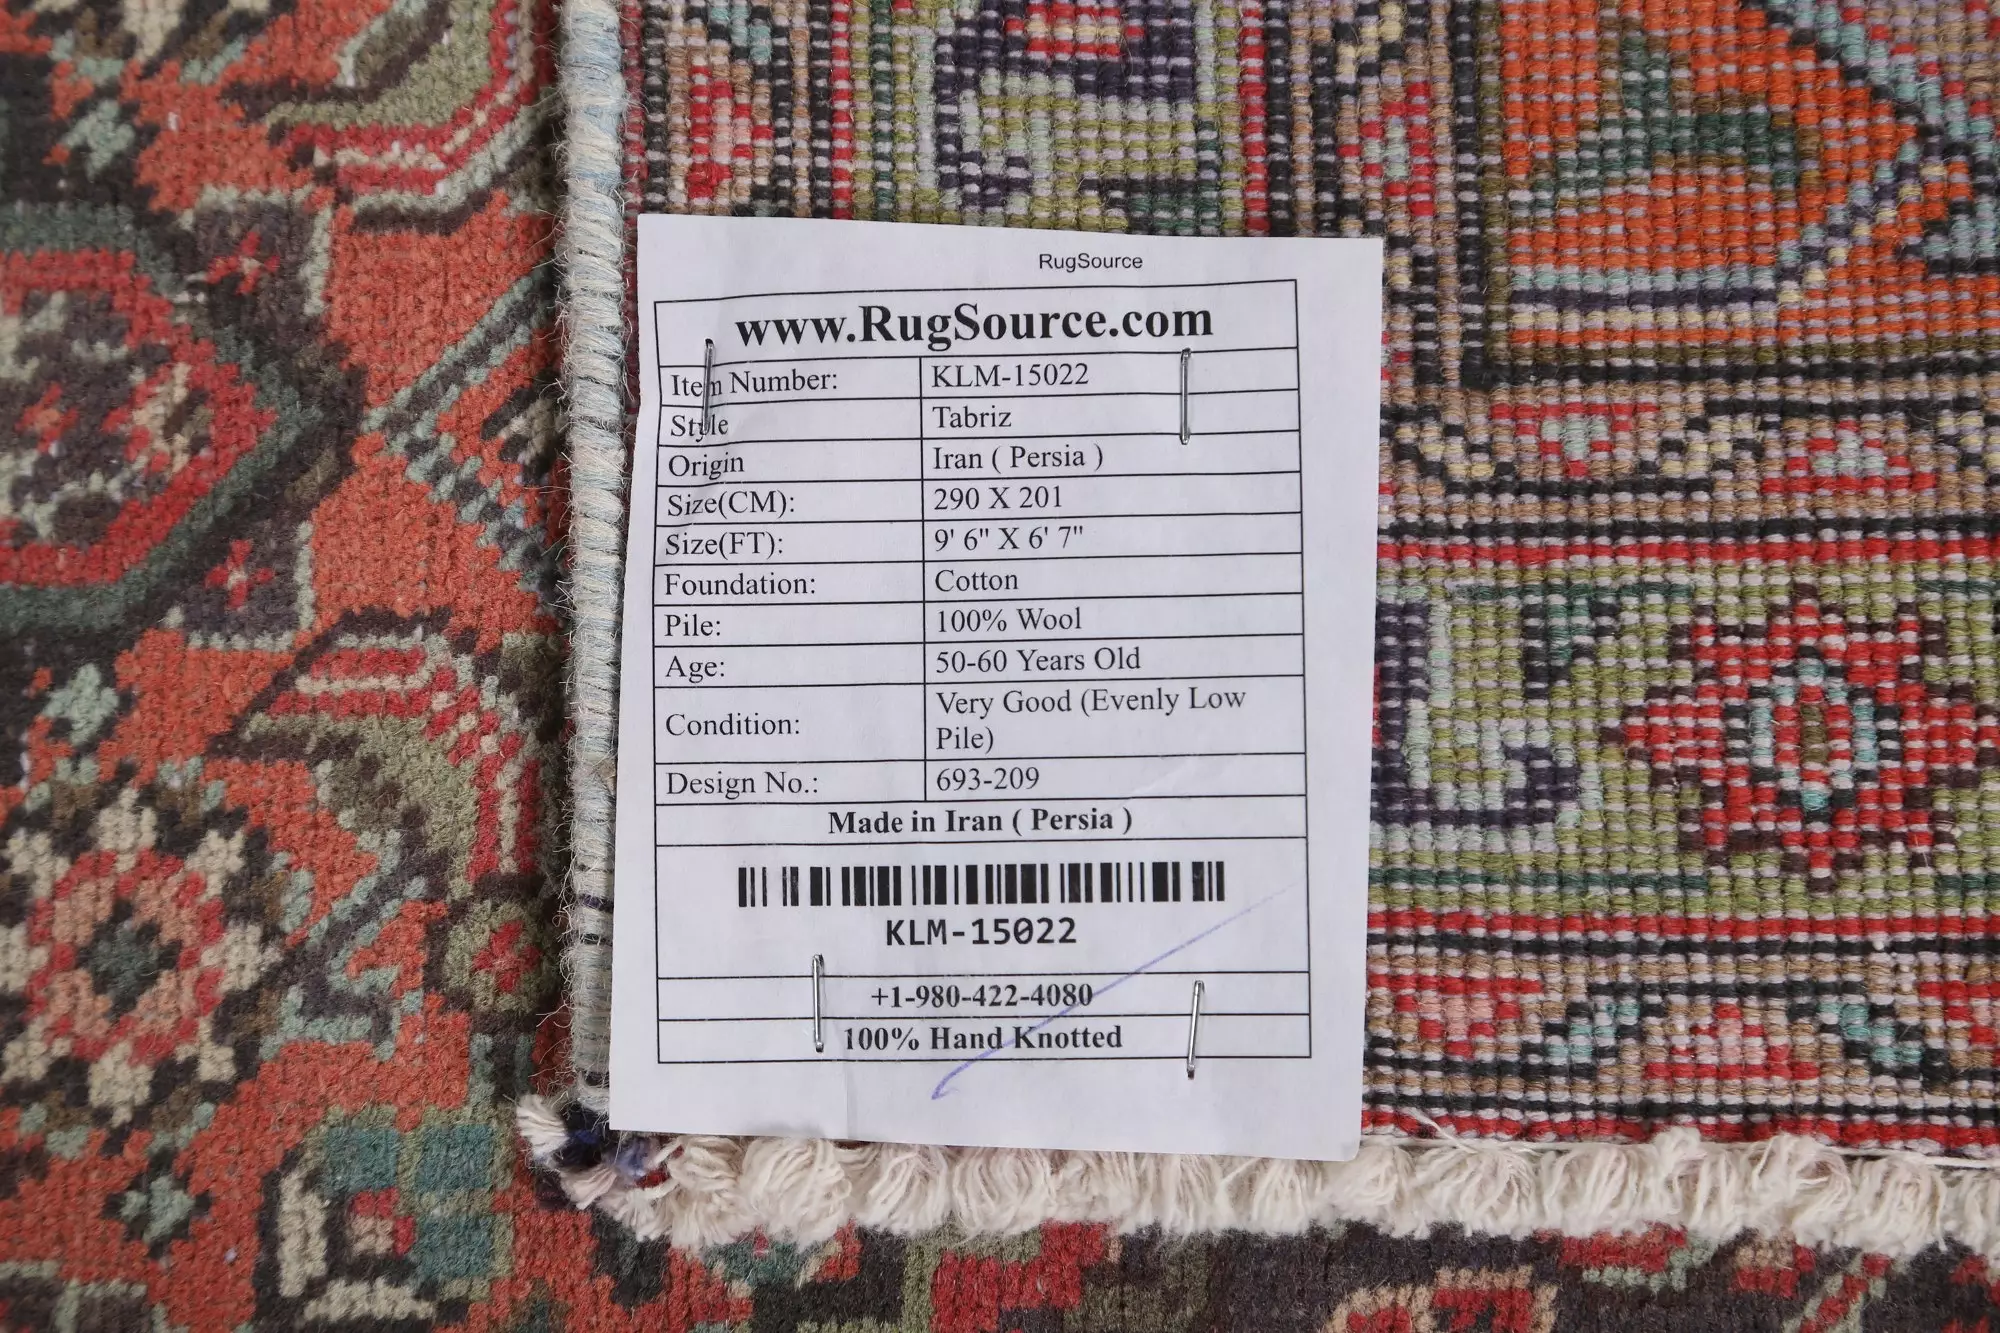 RugSource
www.RugSource.com
Item Number: KLM-15022
Style Tabriz
Origin Iran ( Persia )
Size(CM): 290 X 201
Size(FT): 9' 6" X 6' 7"
Foundation: Cotton
Pile: 100% Wool
Age: 50-60 Years Old
Condition: Very Good (Evenly Low
Pile)
Design No.: 693-209
Made in Iran ( Persia )
KLM-15022
+1-980-422-4080
100% Hand Knotted